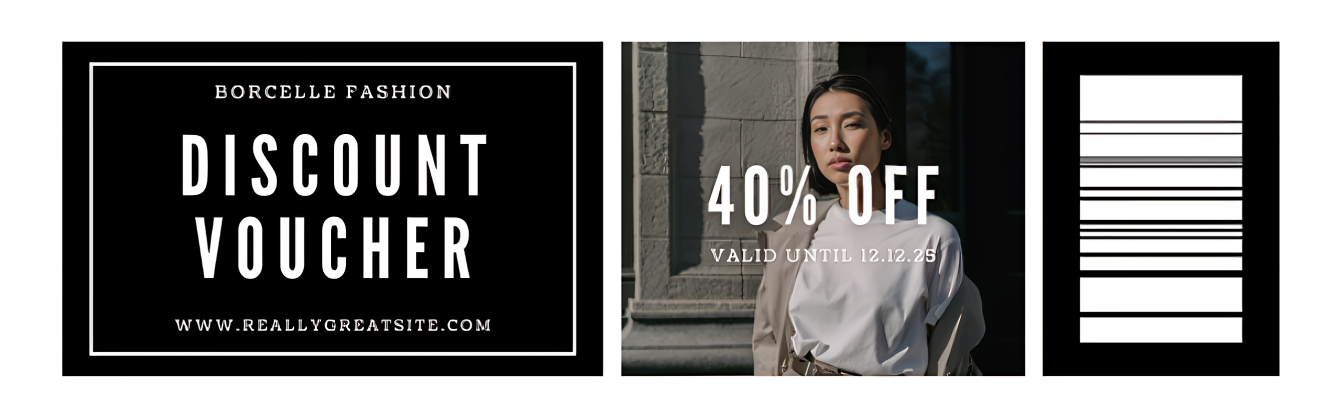 BORCELLE FASHION
DISCOUNT
VOUCHER
WWW.REALLYGREATSITE.COM
40% OFF
VALID UNTIL 12.12.25